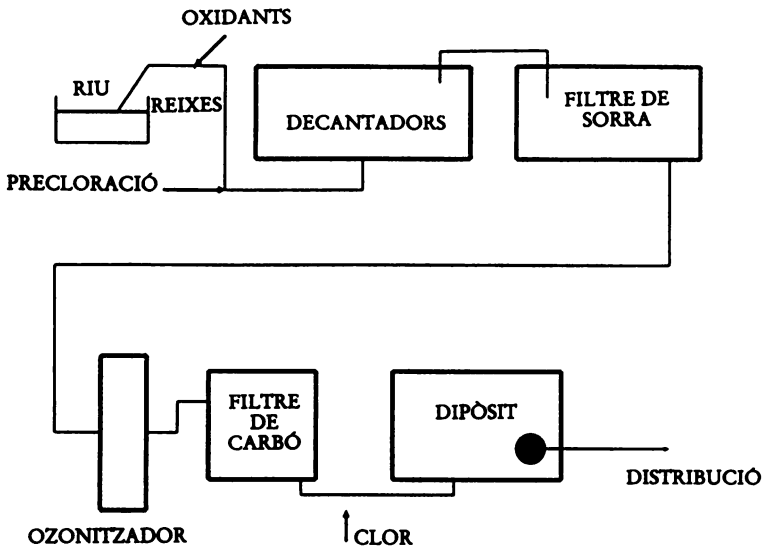 OXIDANTS
RIU
REIXES
DECANTADORS
FILTRE DE
SORRA
PRECLORACIÓ
FILTRE
DE
CARBÓ
DIPÒSIT
DISTRIBUCIÓ
OZONITZADOR
CLOR